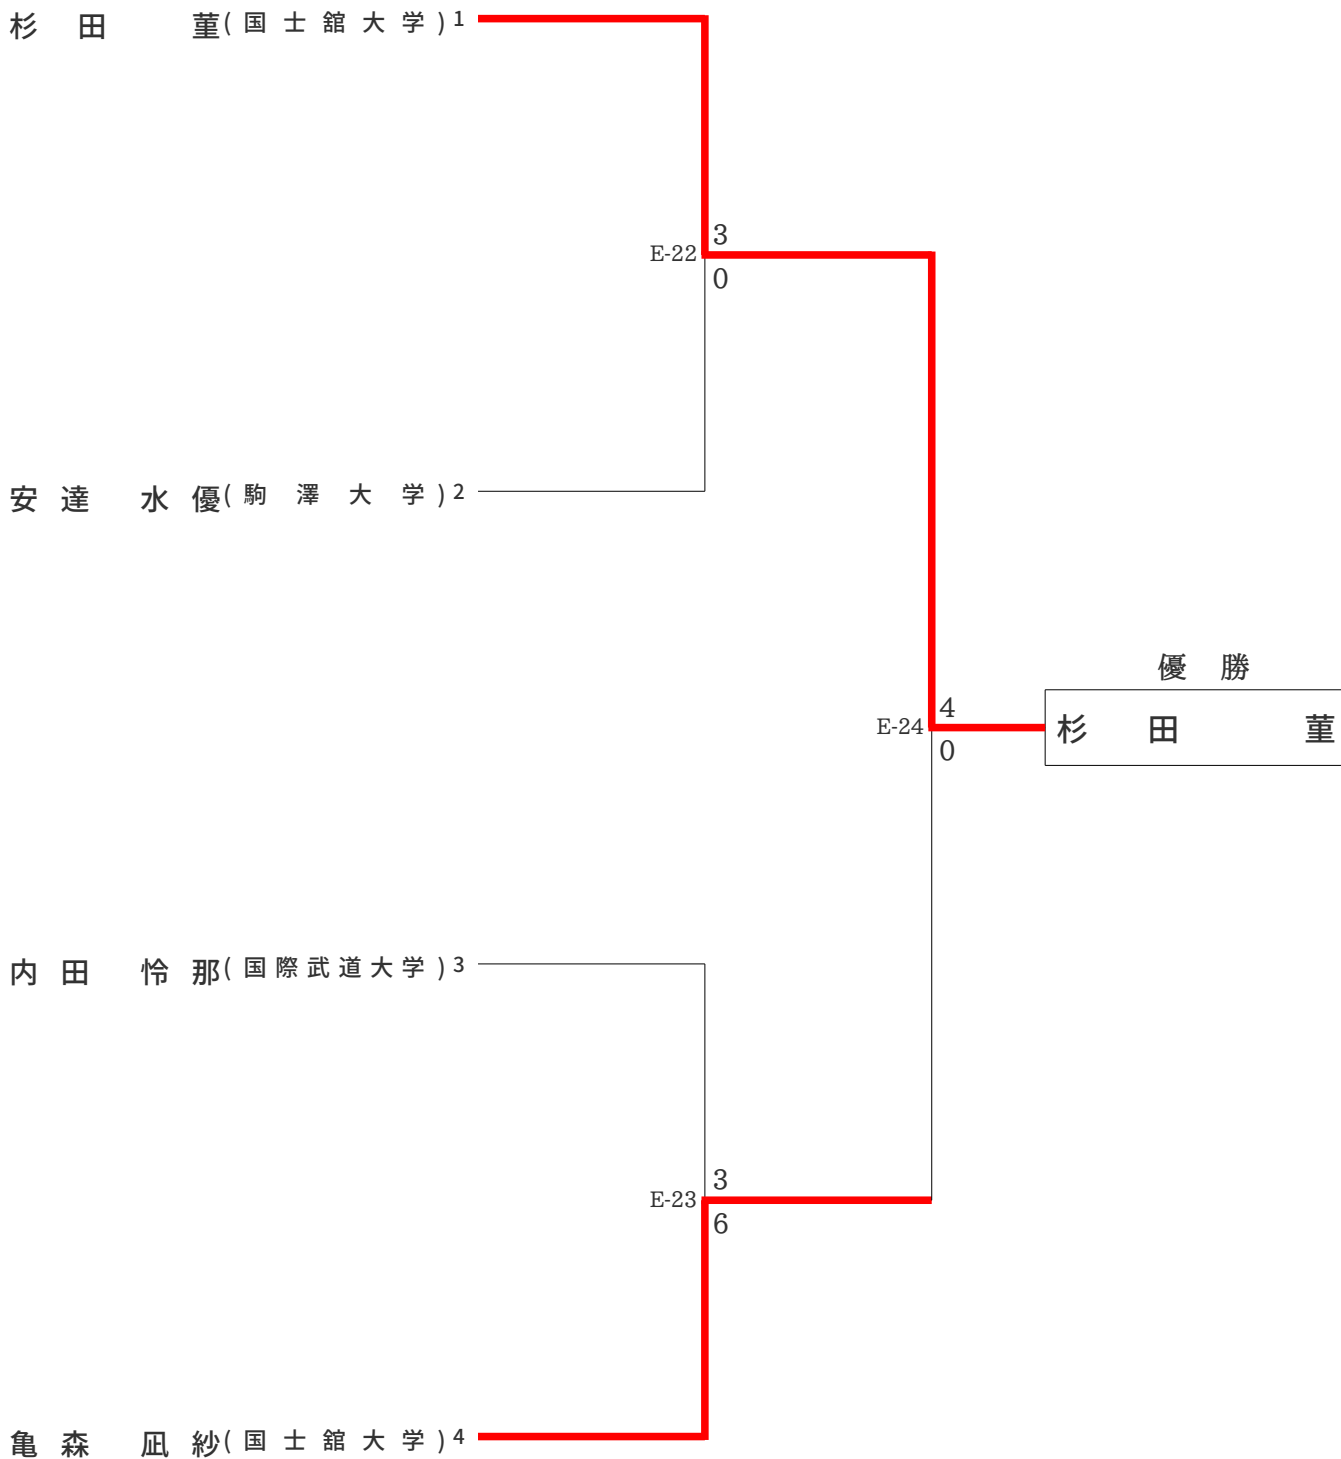 杉田 菫(国士舘大学)1
3
E-22
0
安達 水優(駒澤大学)2
優勝
4
E-24
杉田 菫
0
内田 怜那(国際武道大学)3
3
E-23
6
亀森 凪紗(国士舘大学)4